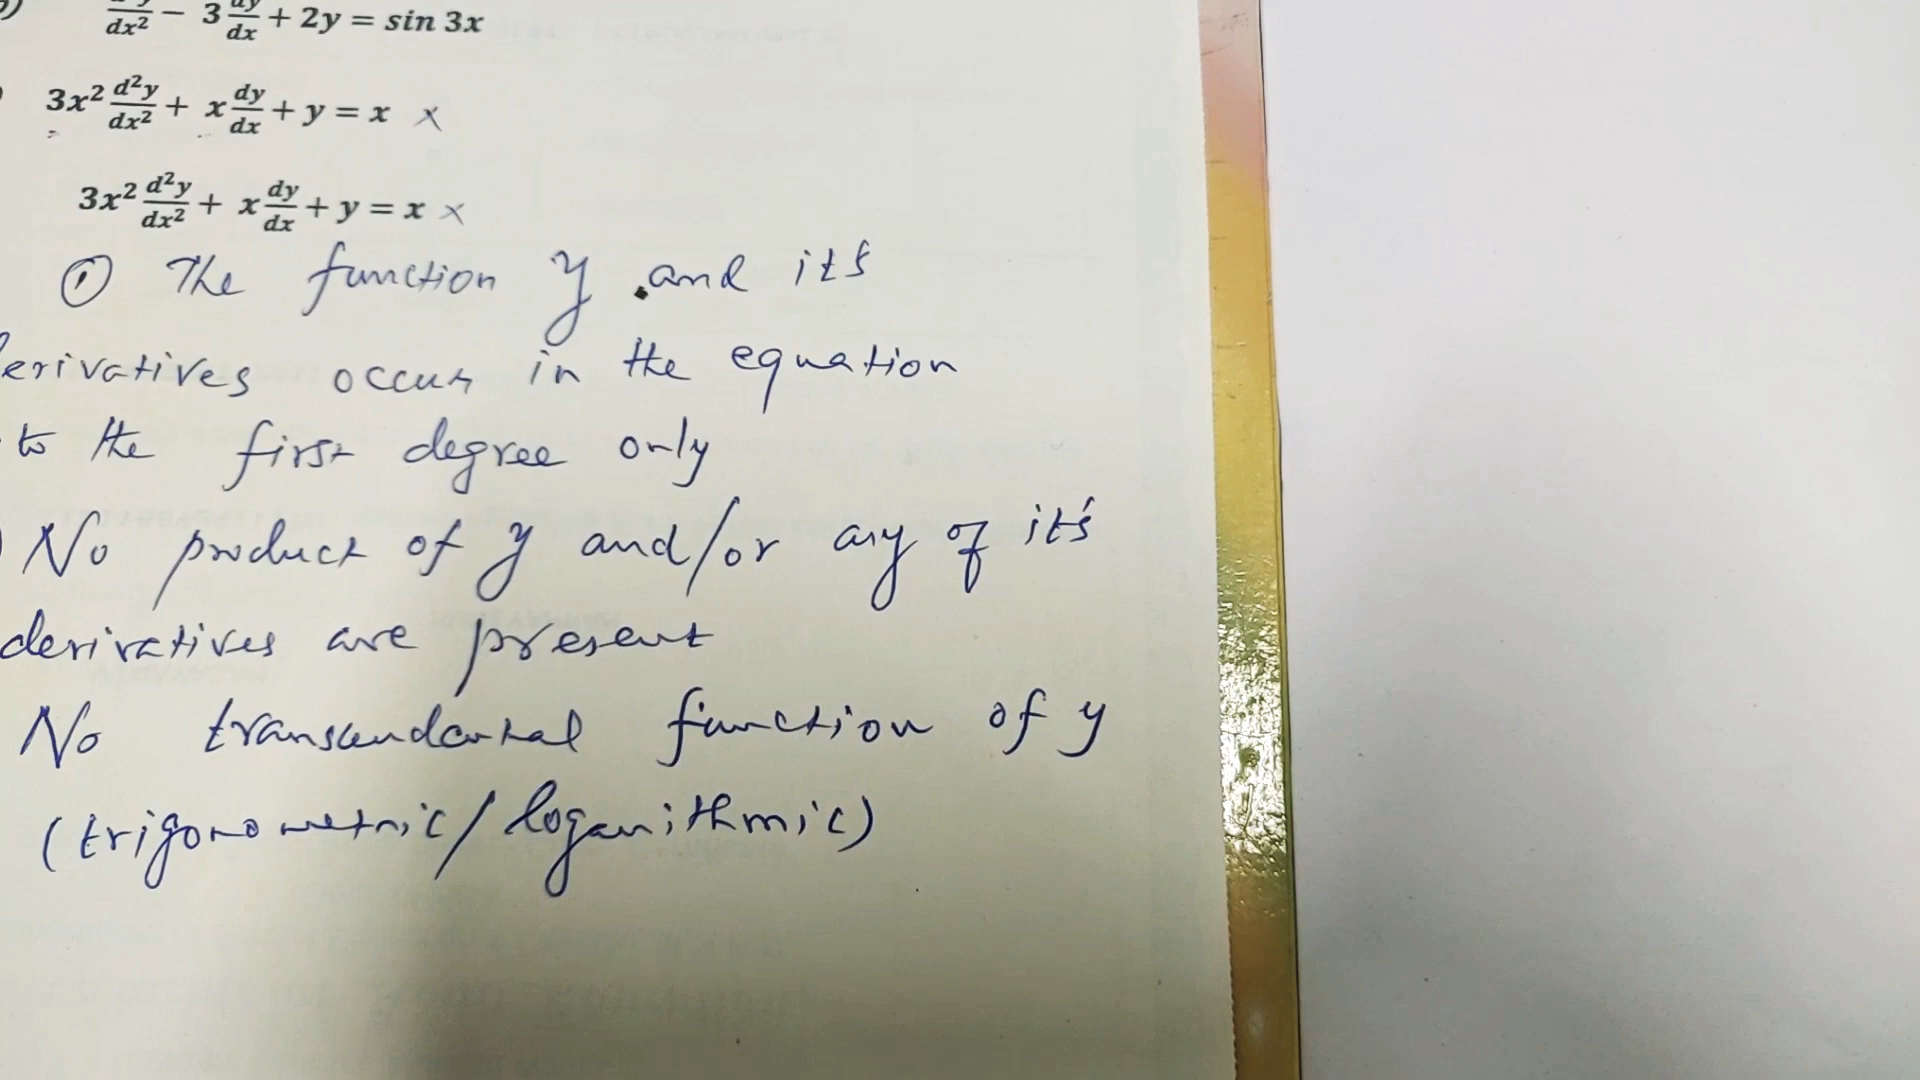 d²y/dx² − 3 dy/dx + 2y = sin 3x
3x² d²y/dx² + x dy/dx + y = x ×
3x² d²y/dx² + x dy/dx + y = x ×
① The function y and it's
derivatives occur in the equation
to the first degree only
No product of y and/or any of it's
derivatives are present
No transcendental function of y
(trigonometric/logarithmic)